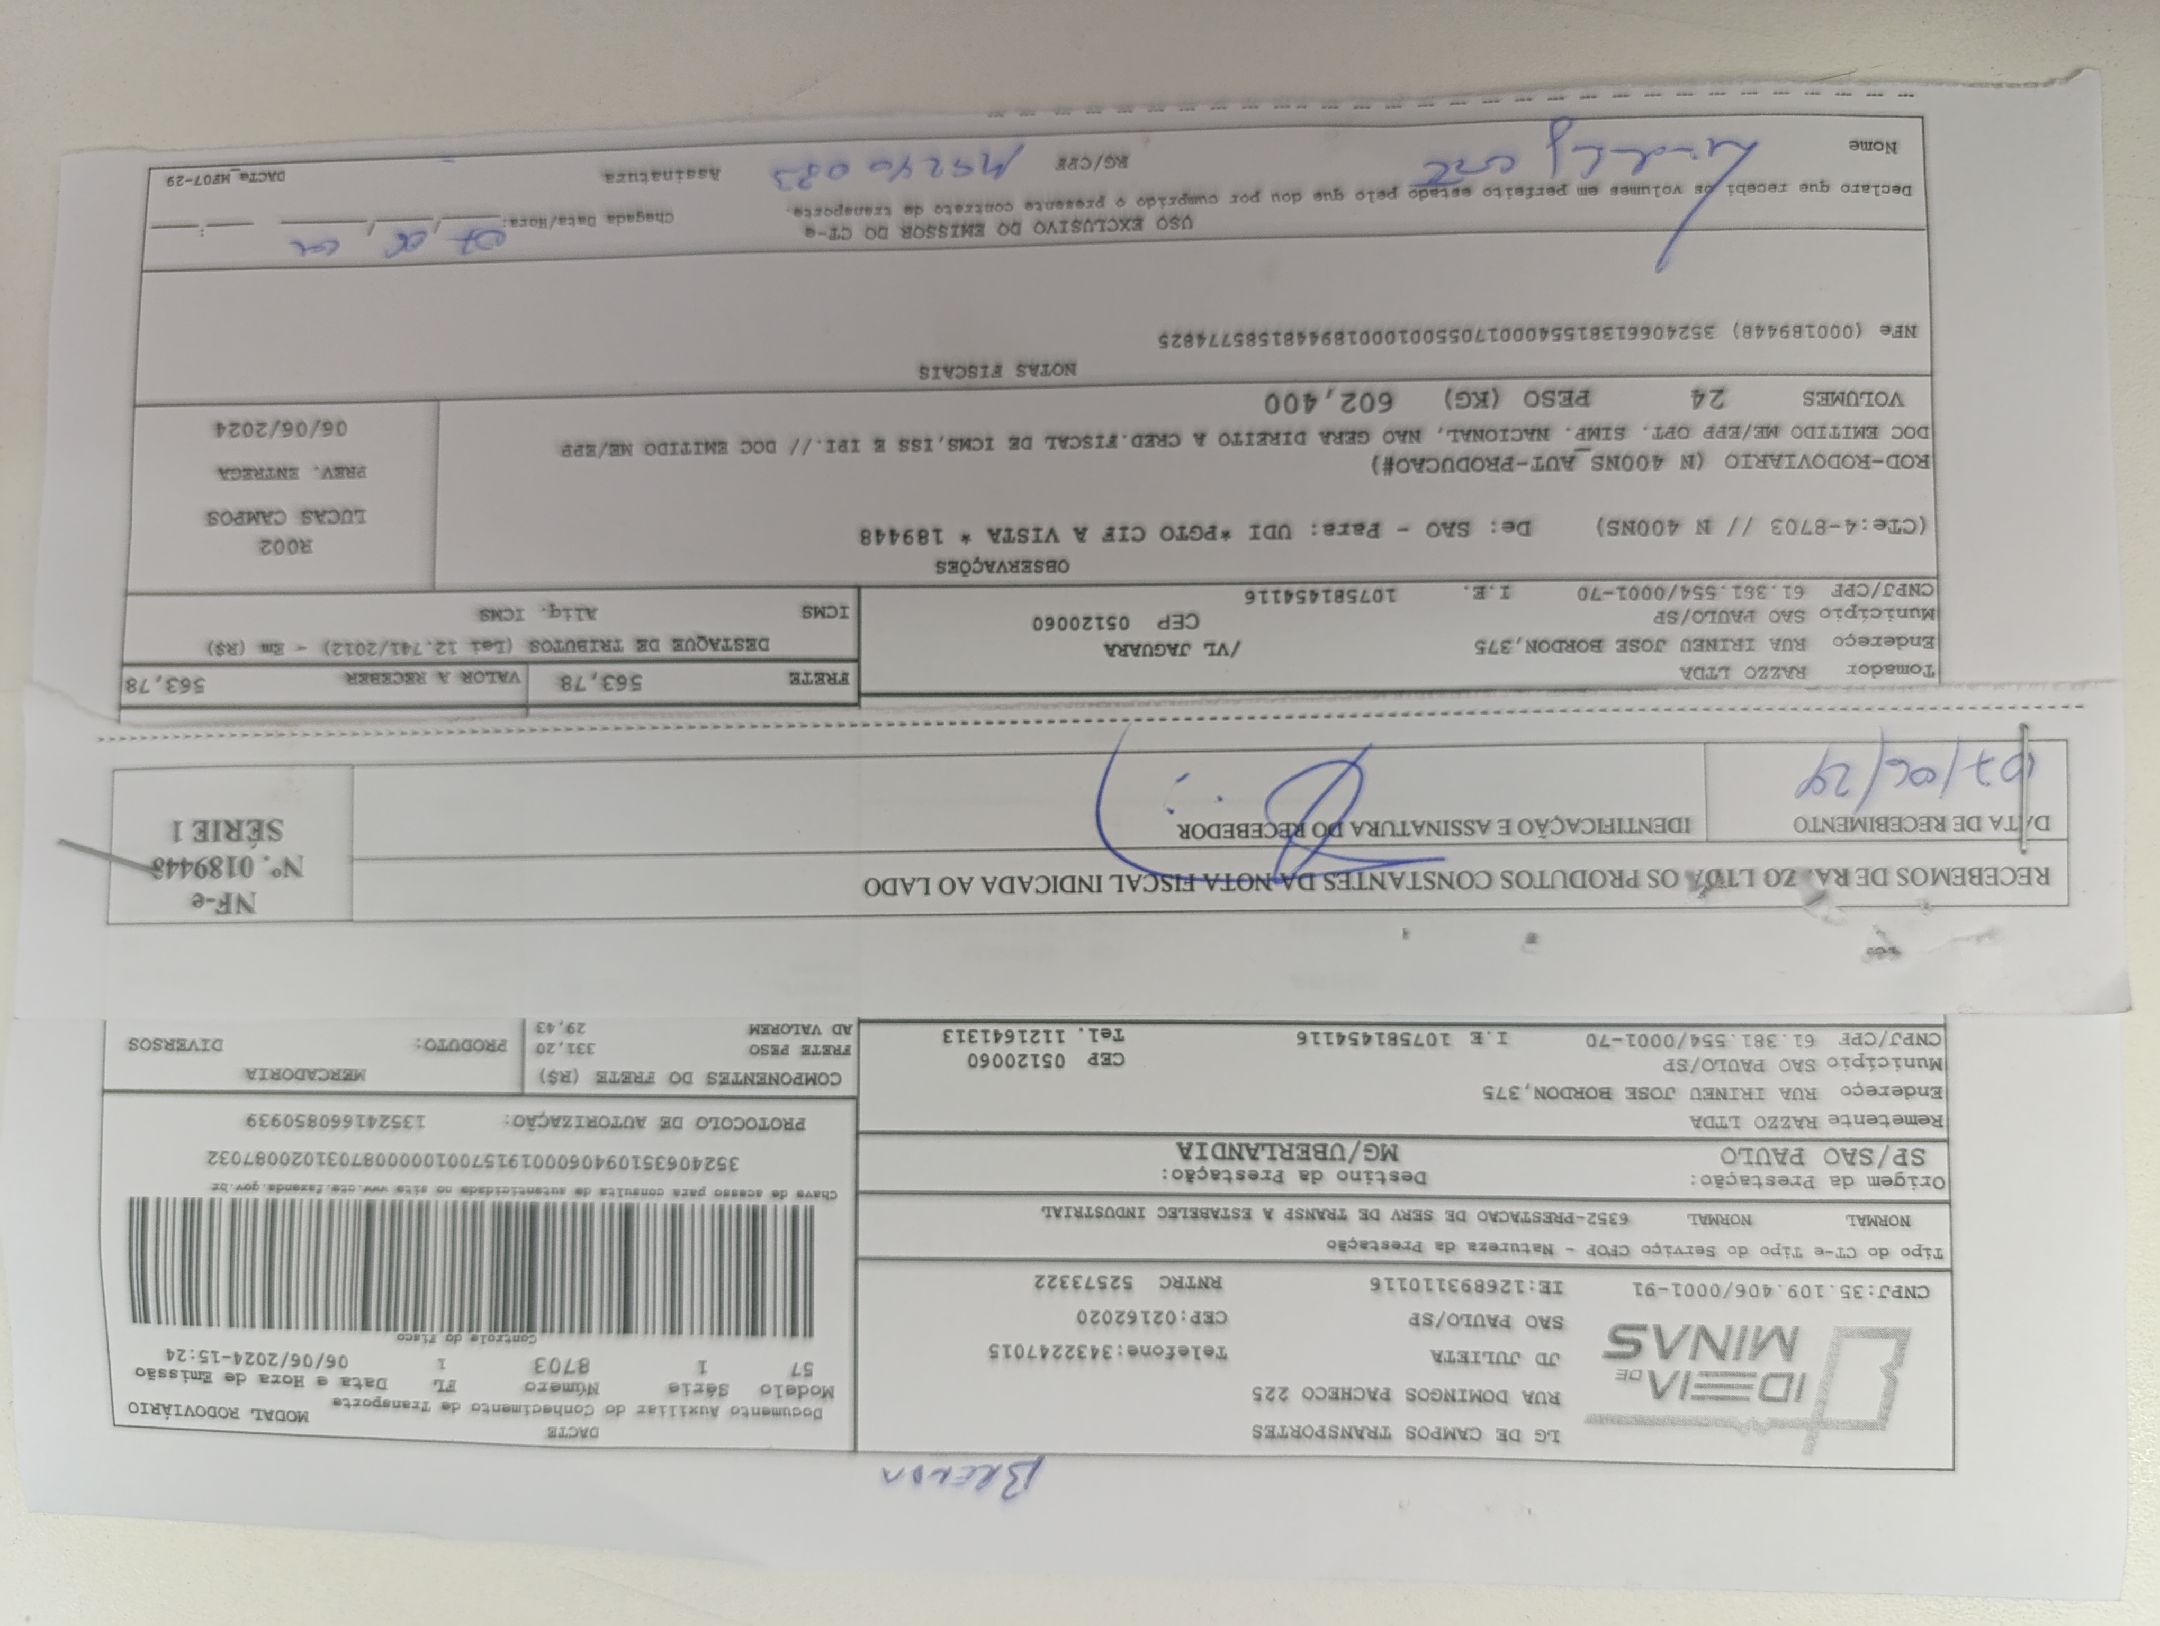 BRENDA
IDEIA DE
MINAS
LG DE CAMPOS TRANSPORTES
RUA DOMINGOS PACHECO 225
JD JULIETA Telefone:3432247015
SAO PAULO/SP CEP:02162020
CNPJ:35.109.406/0001-91 IE:126893110116 RNTRC 52573322
DACTE
Documento Auxiliar do Conhecimento de Transporte MODAL RODOVIÁRIO
Modelo Série Número FL Data e Hora de Emissão
57 1 8703 1 06/06/2024-15:24
Controle do Fisco
Chave de acesso para consulta de autenticidade no site www.cte.fazenda.gov.br
35240635109406000191570010000087031020087032
PROTOCOLO DE AUTORIZAÇÃO: 135241660850939
Tipo do CT-e Tipo do Serviço CFOP - Natureza da Prestação
NORMAL NORMAL 6352-PRESTACAO DE SERV DE TRANSP A ESTABELEC INDUSTRIAL
Origem da Prestação: Destino da Prestação:
SP/SAO PAULO MG/UBERLANDIA
Remetente RAZZO LTDA
Endereço RUA IRINEU JOSE BORDON,375
Município SAO PAULO/SP CEP 05120060
CNPJ/CPF 61.381.554/0001-70 I.E 107581454116 Tel. 1121641313
COMPONENTES DO FRETE (R$) MERCADORIA
FRETE PESO 331,20 PRODUTO: DIVERSOS
AD VALOREM 29,43
RECEBEMOS DE RAZZO LTDA OS PRODUTOS CONSTANTES DA NOTA FISCAL INDICADA AO LADO
DATA DE RECEBIMENTO IDENTIFICAÇÃO E ASSINATURA DO RECEBEDOR
07/06/24
NF-e
Nº. 0189448
SÉRIE 1
Tomador RAZZO LTDA
Endereço RUA IRINEU JOSE BORDON,375 /VL JAGUARA
Município SAO PAULO/SP CEP 05120060
CNPJ/CPF 61.381.554/0001-70 I.E. 107581454116
FRETE 563,78 VALOR A RECEBER 563,78
DESTAQUE DE TRIBUTOS (Lei 12.741/2012) - Em (R$)
ICMS Aliq. ICMS
OBSERVAÇÕES
(CTe:4-8703 // N 400NS) De: SAO - Para: UDI *PGTO CIF A VISTA * 189448
ROD-RODOVIARIO (N 400NS_AUT-PRODUCAO#)
DOC EMITIDO ME/EPP OPT. SIMP. NACIONAL, NAO GERA DIREITO A CRED.FISCAL DE ICMS,ISS E IPI.// DOC EMITIDO ME/EPP
R002
LUCAS CAMPOS
PREV. ENTREGA
06/06/2024
VOLUMES 24 PESO (KG) 602,400
NOTAS FISCAIS
NFe (000189448) 35240661381554000170550010001894481585774825
USO EXCLUSIVO DO EMISSOR DO CT-e
Chegada Data/Hora: 07/06/24 :
Declaro que recebi os volumes em perfeito estado pelo que dou por cumprido o presente contrato de transporte.
Nome RG/CPF Assinatura
DACTe_MF07-29